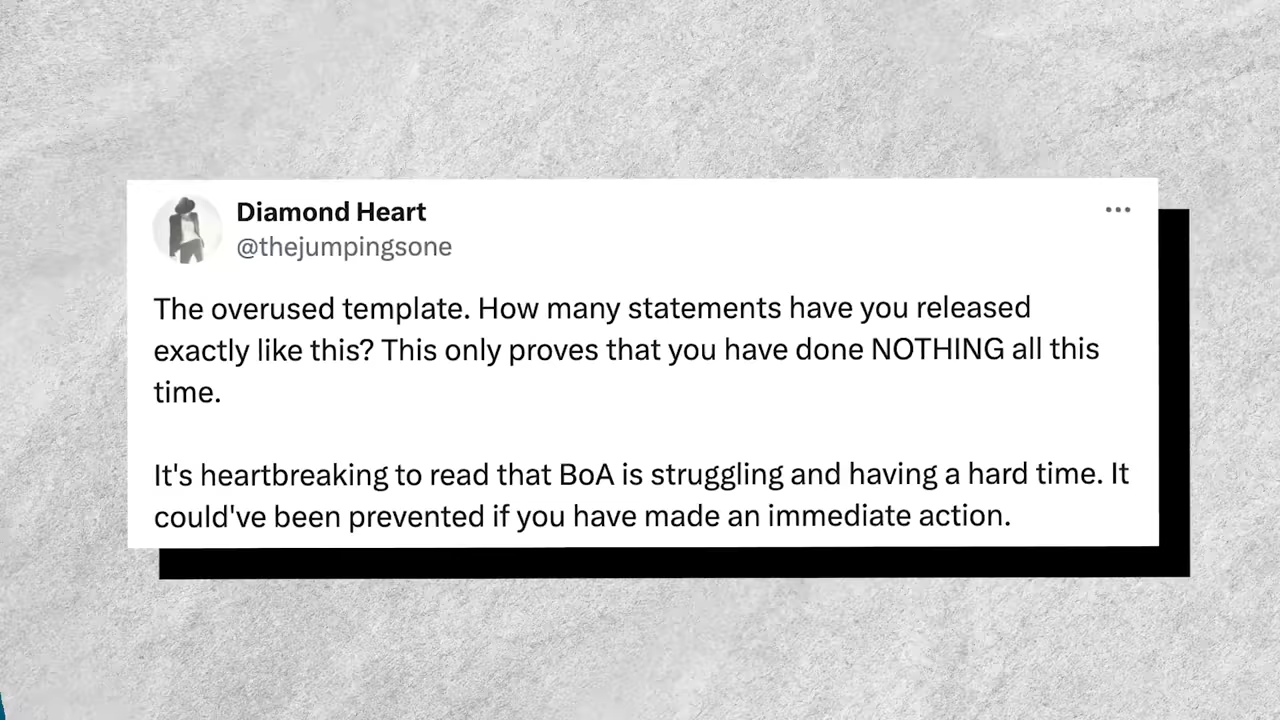 Diamond Heart
@thejumpingsone
The overused template. How many statements have you released
exactly like this? This only proves that you have done NOTHING all this
time.
It's heartbreaking to read that BoA is struggling and having a hard time. It
could've been prevented if you have made an immediate action.